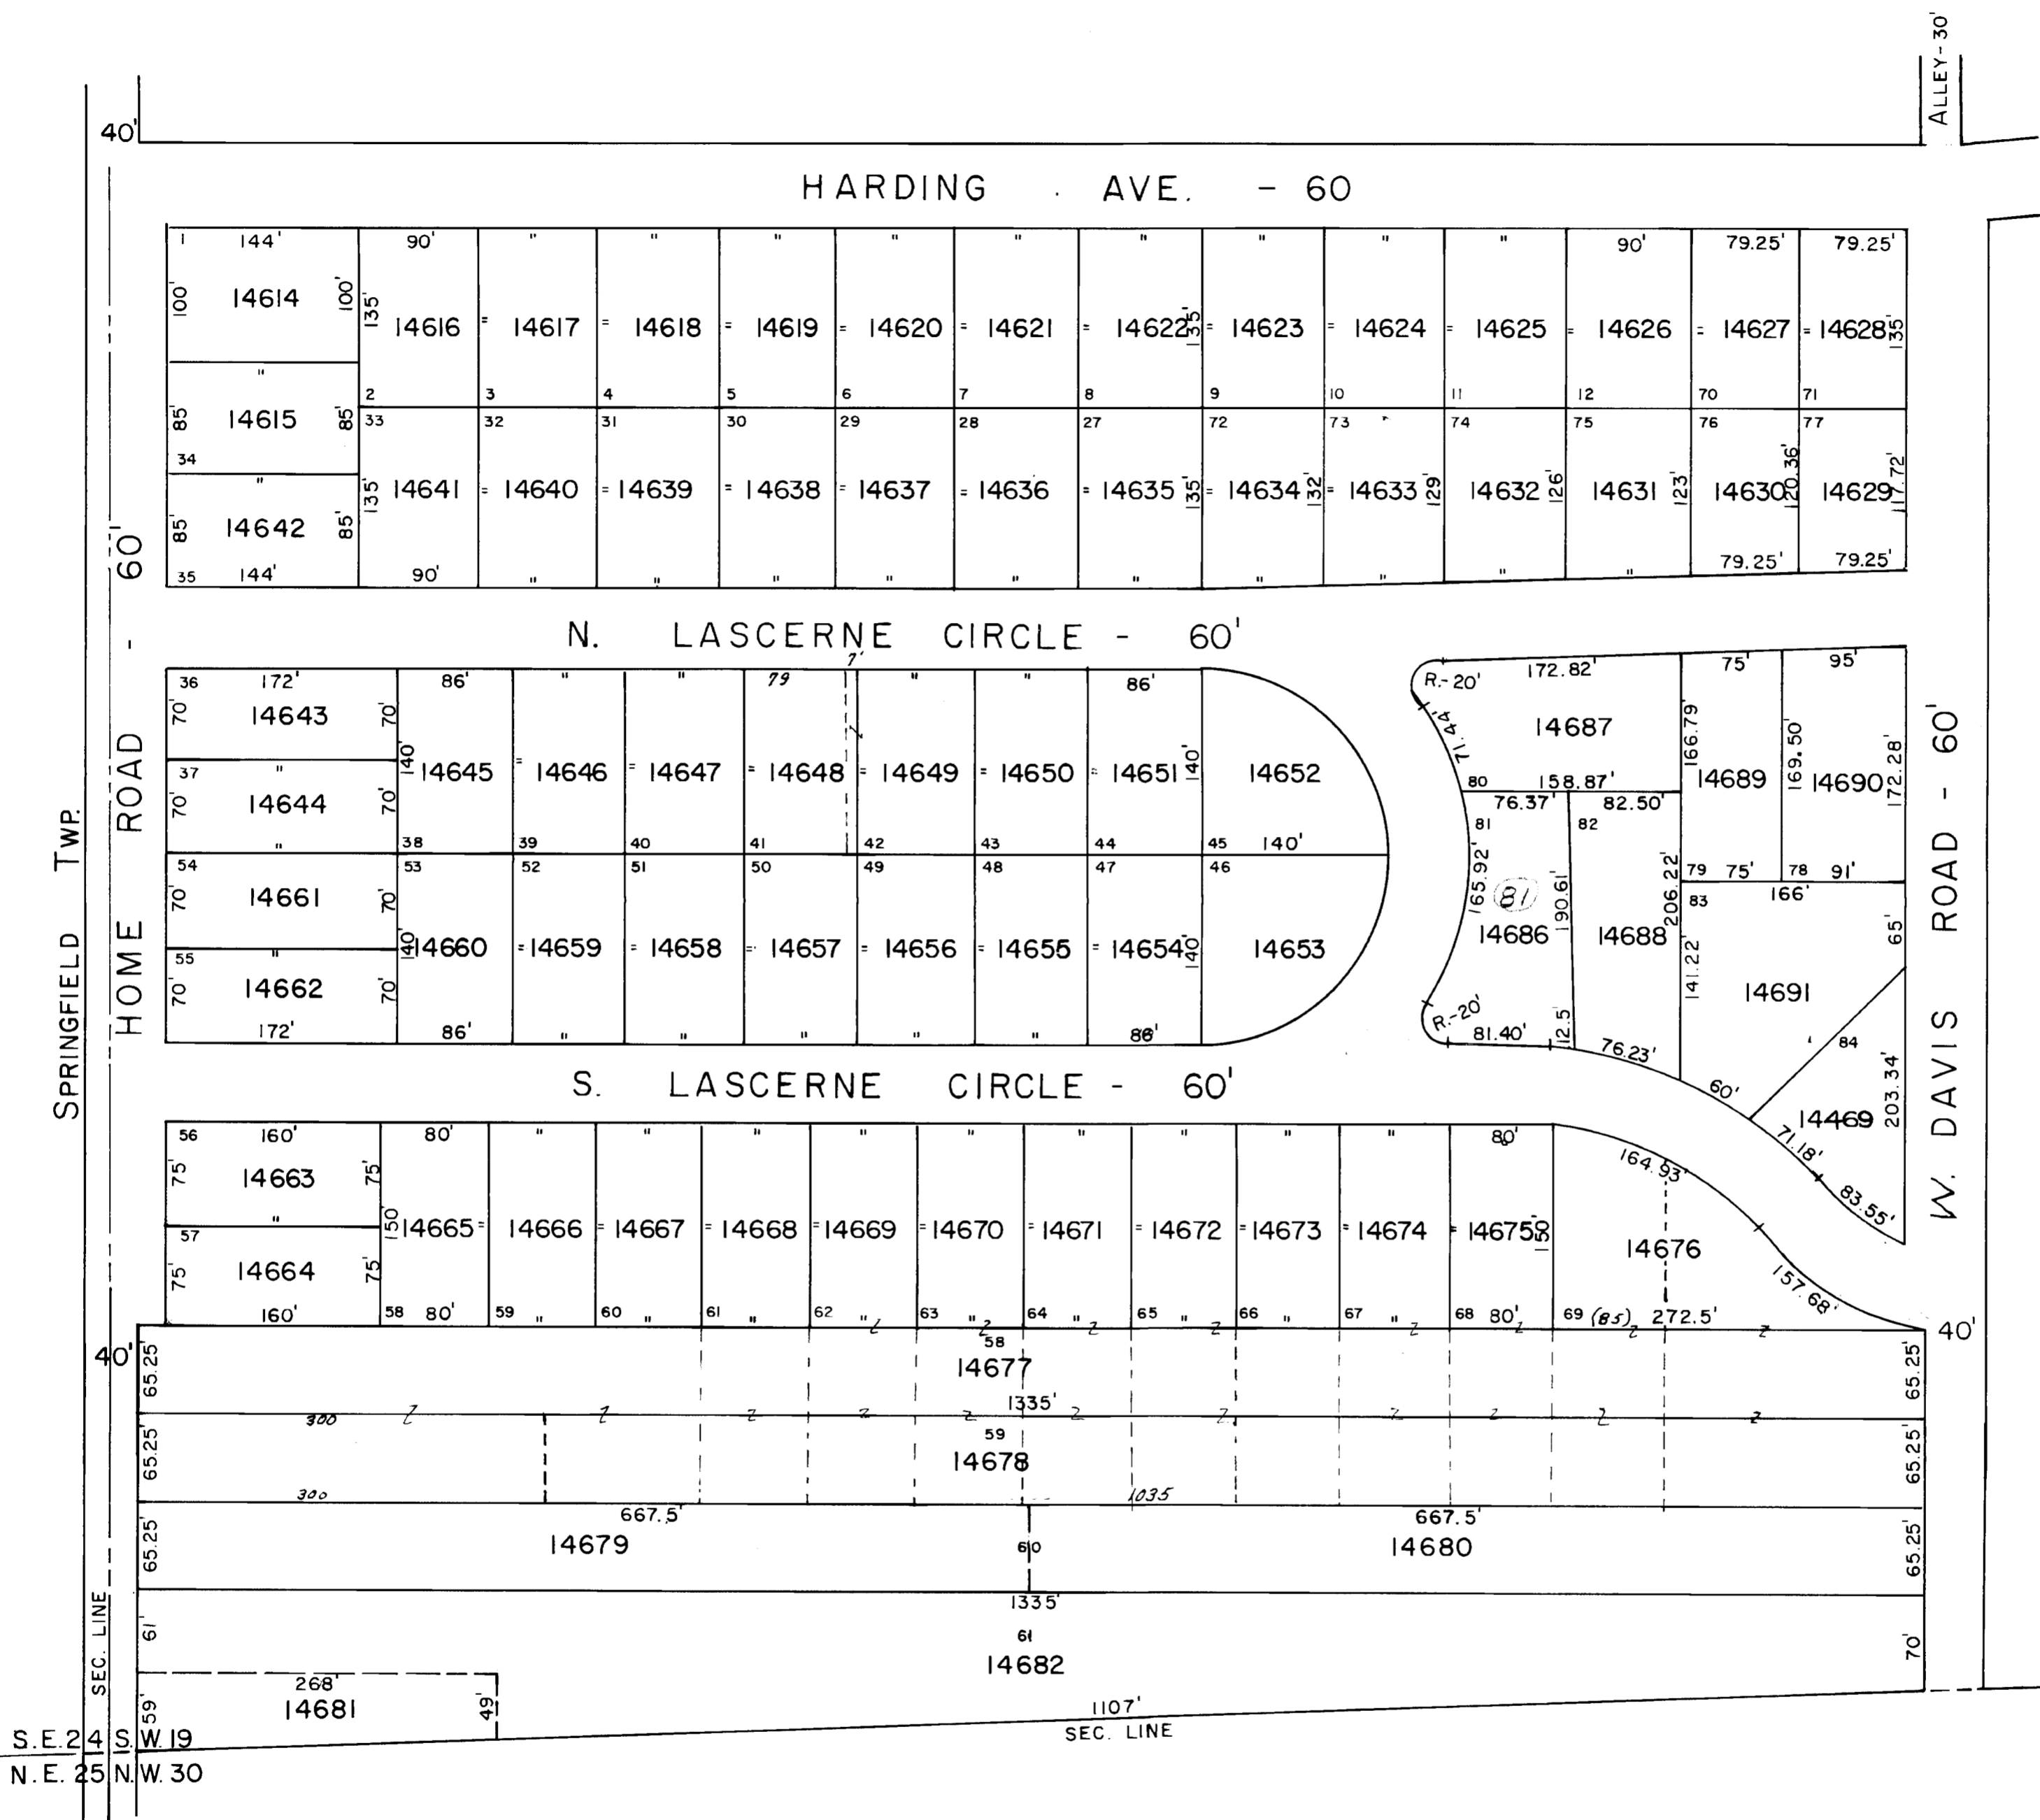 ALLEY-30'
40'
HARDING AVE. - 60
1 144' 90' " " " " " " " " " 90' 79.25' 79.25'
100' 14614 100' 135' 14616 = 14617 = 14618 = 14619 = 14620 = 14621 = 14622 135' = 14623 = 14624 = 14625 = 14626 = 14627 = 14628 135'
"
2 3 4 5 6 7 8 9 10 11 12 70 71
85' 14615 85' 33 32 31 30 29 28 27 72 73 74 75 76 77
34
"
135' 14641 = 14640 = 14639 = 14638 = 14637 = 14636 = 14635 135' = 14634 132' = 14633 129' 14632 126' 14631 123' 14630 120.36' 14629 117.72'
85' 14642 85'
35 144' 90' " " " " " " " " " " 79.25' 79.25'
N. LASCERNE CIRCLE - 60'
7'
36 172' 86' " " 79 " " 86'
70' 14643 70'
140' 14645 = 14646 = 14647 = 14648 = 14649 = 14650 = 14651 140' 14652
37 "
70' 14644 70'
" 38 39 40 41 42 43 44 45 140'
54 53 52 51 50 49 48 47 46
70' 14661 70'
140' 14660 = 14659 = 14658 = 14657 = 14656 = 14655 = 14654 140' 14653
55 "
70' 14662 70'
172' 86' " " " " " 86'
R.-20' 172.82' 75' 95'
71.44' 14687 166.79' 14689 169.50' 14690 172.28'
80 158.87'
76.37' 82.50'
81 82
79 75' 78 91'
165.92' 81 190.61' 206.22' 83 166'
14686 14688 65'
141.22' 14691
R.-20' 81.40' 12.5' 76.23' 84
60' 14469 203.34'
71.18'
83.55'
S. LASCERNE CIRCLE - 60'
HOME ROAD - 60'
SPRINGFIELD TWP.
W. DAVIS ROAD - 60'
56 160' 80' " " " " " " " " " 80'
75' 14663 75' 164.93'
"
150' 14665 = 14666 = 14667 = 14668 = 14669 = 14670 = 14671 = 14672 = 14673 = 14674 = 14675 150' 14676
57
75' 14664 75' 157.68'
160' 58 80' 59 " 60 " 61 " 62 " 63 " 64 " 65 " 66 " 67 " 68 80' 69 (85) 272.5'
40' 40'
65.25' 58 65.25'
14677
1335'
300
65.25' 59 65.25'
14678
300 1035
667.5' 667.5'
65.25' 14679 60 14680 65.25'
1335'
61' 61 70'
14682
268'
59' 14681 49'
1107'
SEC. LINE
SEC. LINE
S.E. 24 S.W. 19
N.E. 25 N.W. 30